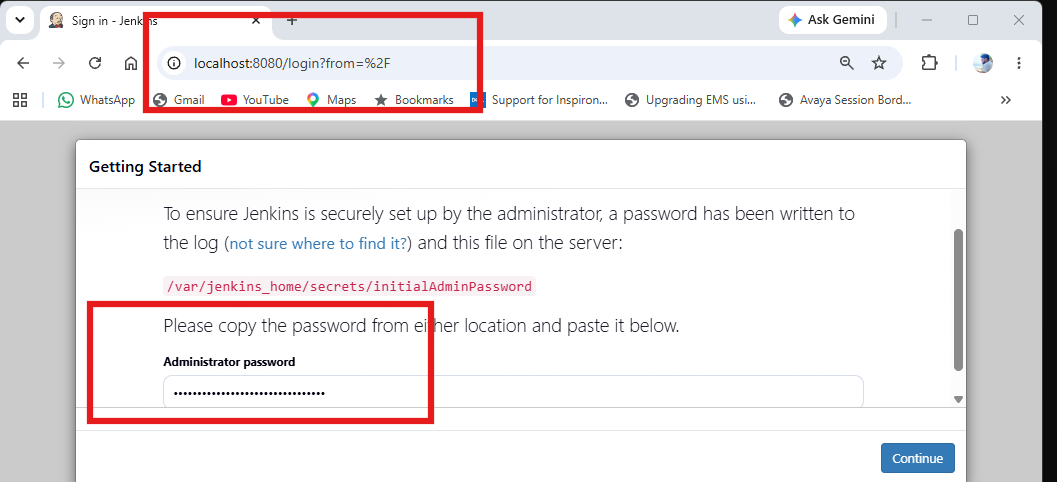 Sign in - Jenkins
Ask Gemini
localhost:8080/login?from=%2F
WhatsApp
Gmail
YouTube
Maps
Bookmarks
Support for Inspiron...
Upgrading EMS usi...
Avaya Session Bord...
Getting Started
To ensure Jenkins is securely set up by the administrator, a password has been written to
the log (not sure where to find it?) and this file on the server:
/var/jenkins_home/secrets/initialAdminPassword
Please copy the password from either location and paste it below.
Administrator password
Continue